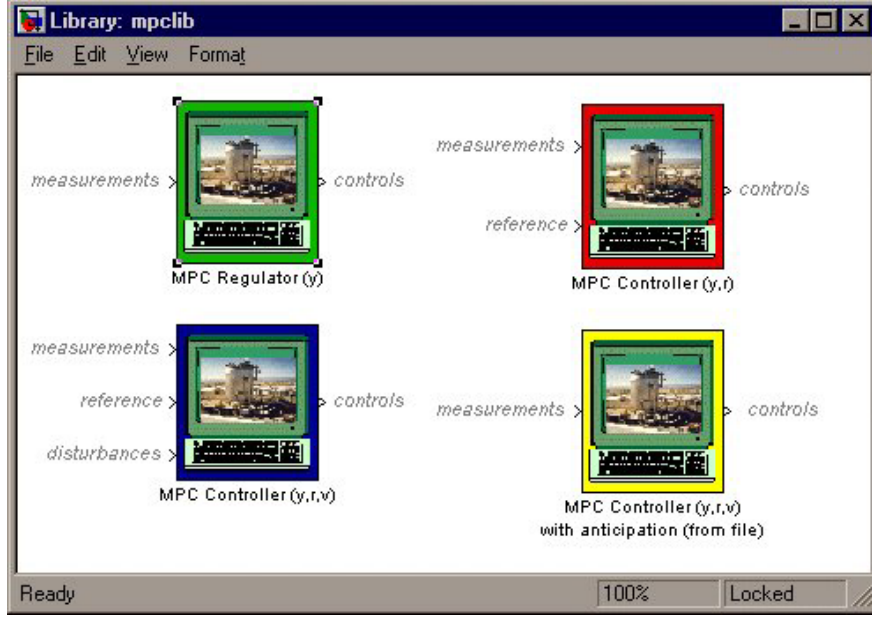 Library: mpclib
File Edit View Format
measurements
controls
MPC Regulator (y)
measurements
reference
controls
MPC Controller (y,r)
measurements
reference
disturbances
controls
MPC Controller (y,r,v)
measurements
controls
MPC Controller (y,r,v)
with anticipation (from file)
Ready 100% Locked